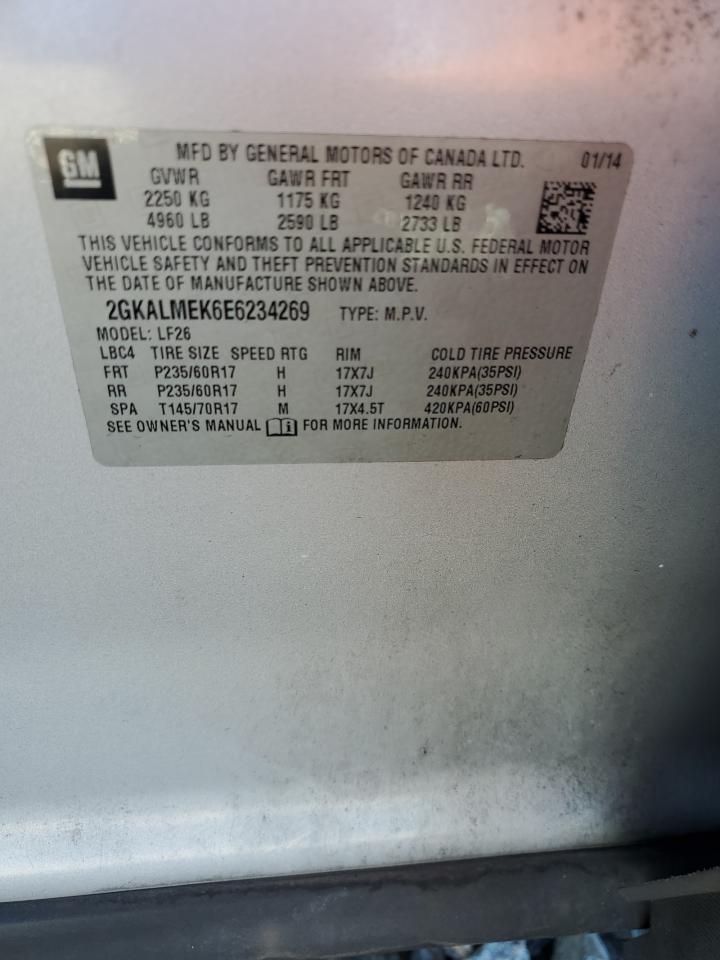 GM
MFD BY GENERAL MOTORS OF CANADA LTD. 01/14
GVWR GAWR FRT GAWR RR
2250 KG 1175 KG 1240 KG
4960 LB 2590 LB 2733 LB
THIS VEHICLE CONFORMS TO ALL APPLICABLE U.S. FEDERAL MOTOR
VEHICLE SAFETY AND THEFT PREVENTION STANDARDS IN EFFECT ON
THE DATE OF MANUFACTURE SHOWN ABOVE.
2GKALMEK6E6234269 TYPE: M.P.V.
MODEL: LF26
LBC4 TIRE SIZE SPEED RTG RIM COLD TIRE PRESSURE
FRT P235/60R17 H 17X7J 240KPA(35PSI)
RR P235/60R17 H 17X7J 240KPA(35PSI)
SPA T145/70R17 M 17X4.5T 420KPA(60PSI)
SEE OWNER'S MANUAL i FOR MORE INFORMATION.